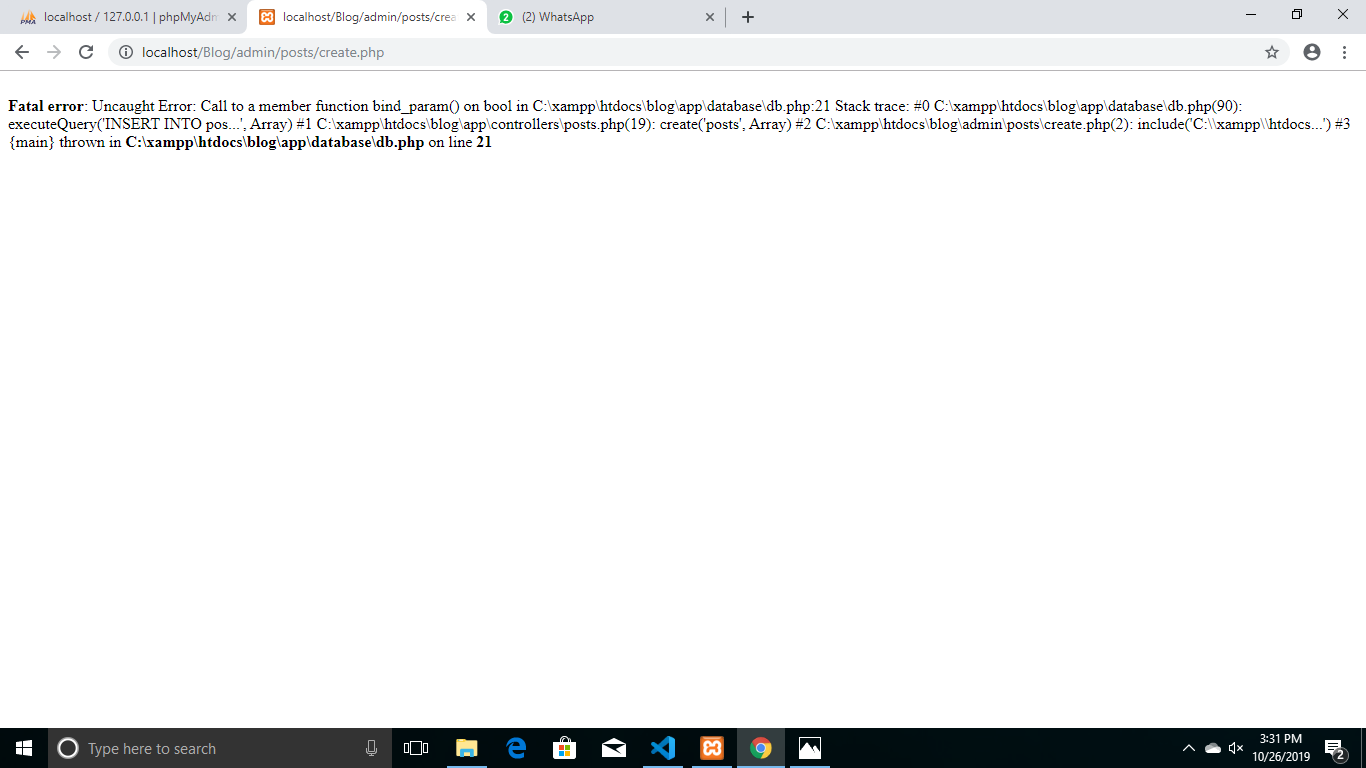 localhost / 127.0.0.1 | phpMyAdm
localhost/Blog/admin/posts/crea
2 (2) WhatsApp
localhost/Blog/admin/posts/create.php
Fatal error: Uncaught Error: Call to a member function bind_param() on bool in C:\xampp\htdocs\blog\app\database\db.php:21 Stack trace: #0 C:\xampp\htdocs\blog\app\database\db.php(90):
executeQuery('INSERT INTO pos...', Array) #1 C:\xampp\htdocs\blog\app\controllers\posts.php(19): create('posts', Array) #2 C:\xampp\htdocs\blog\admin\posts\create.php(2): include('C:\\xampp\\htdocs...') #3
{main} thrown in C:\xampp\htdocs\blog\app\database\db.php on line 21
Type here to search
3:31 PM
10/26/2019
2